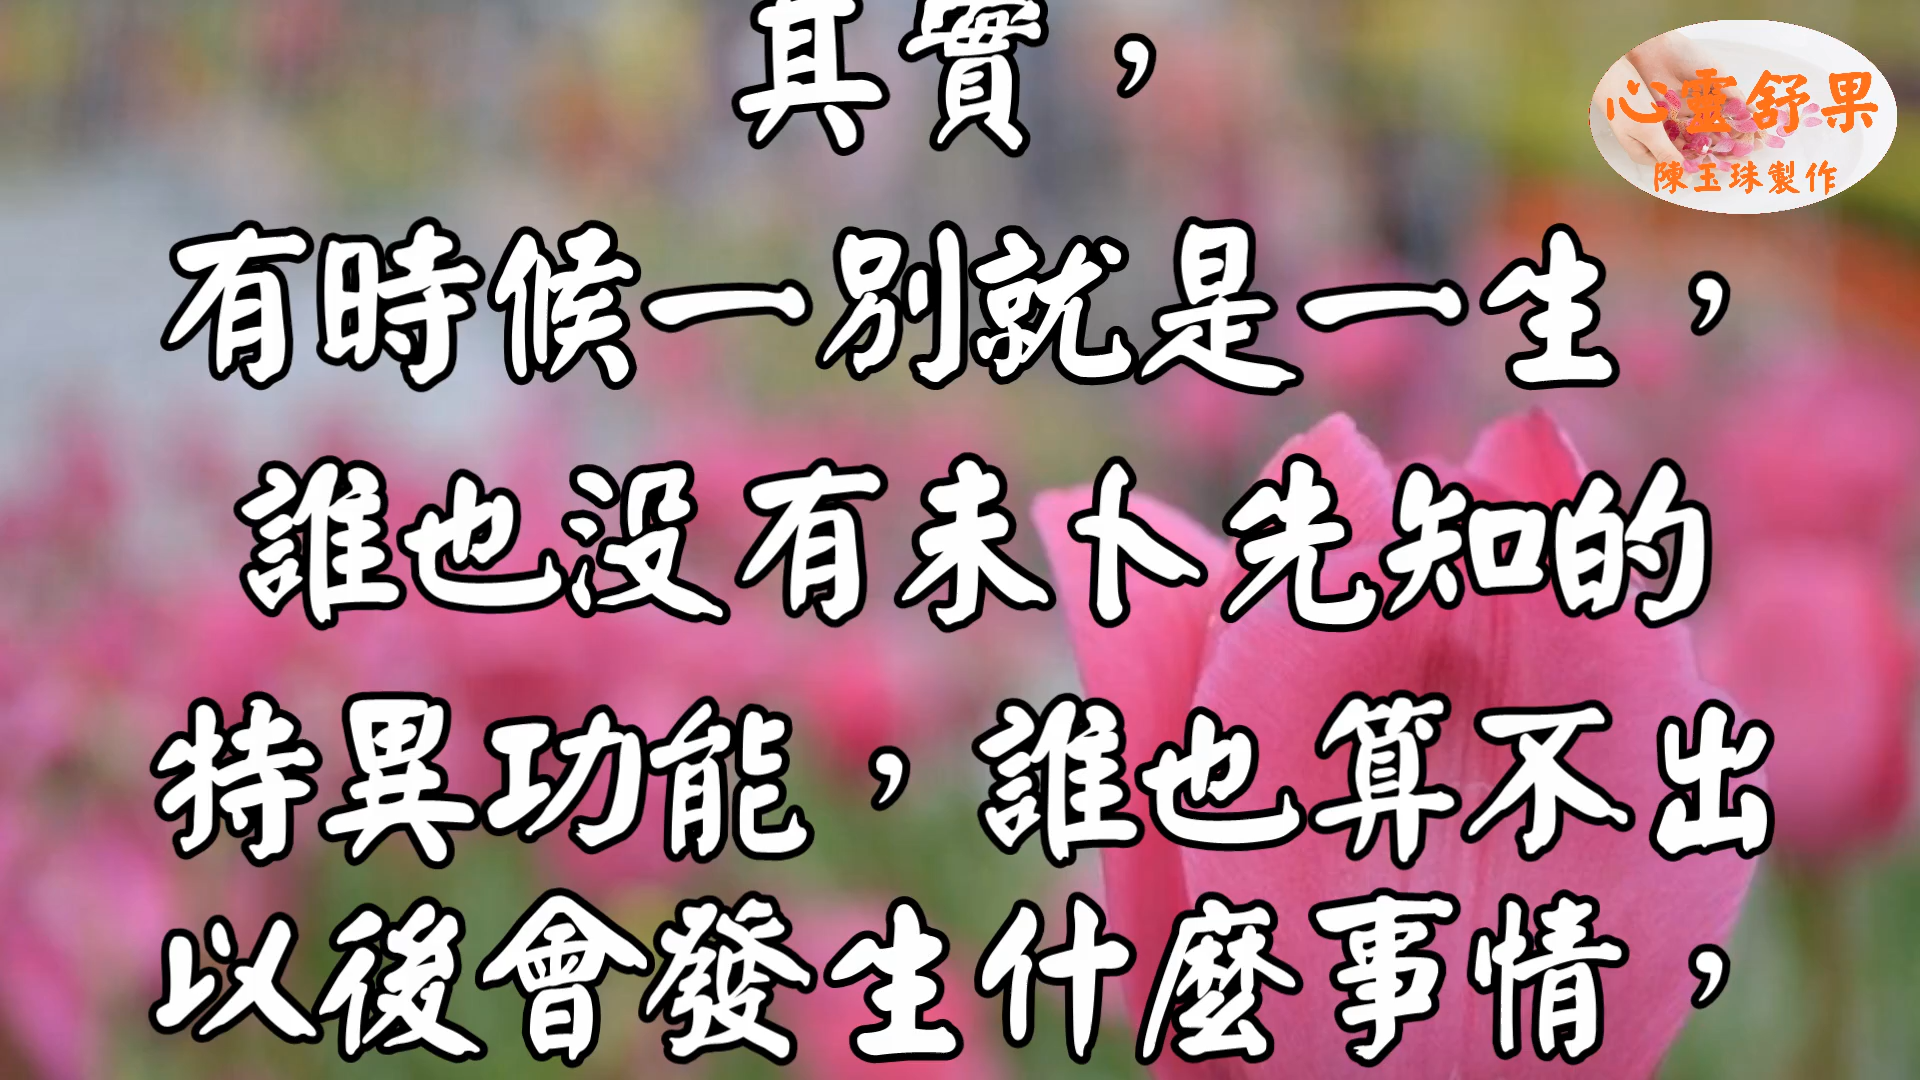 其實，
有時候一別就是一生，
誰也没有未卜先知的
特異功能，誰也算不出
以後會發生什麼事情，
心靈舒果
陳玉珠製作